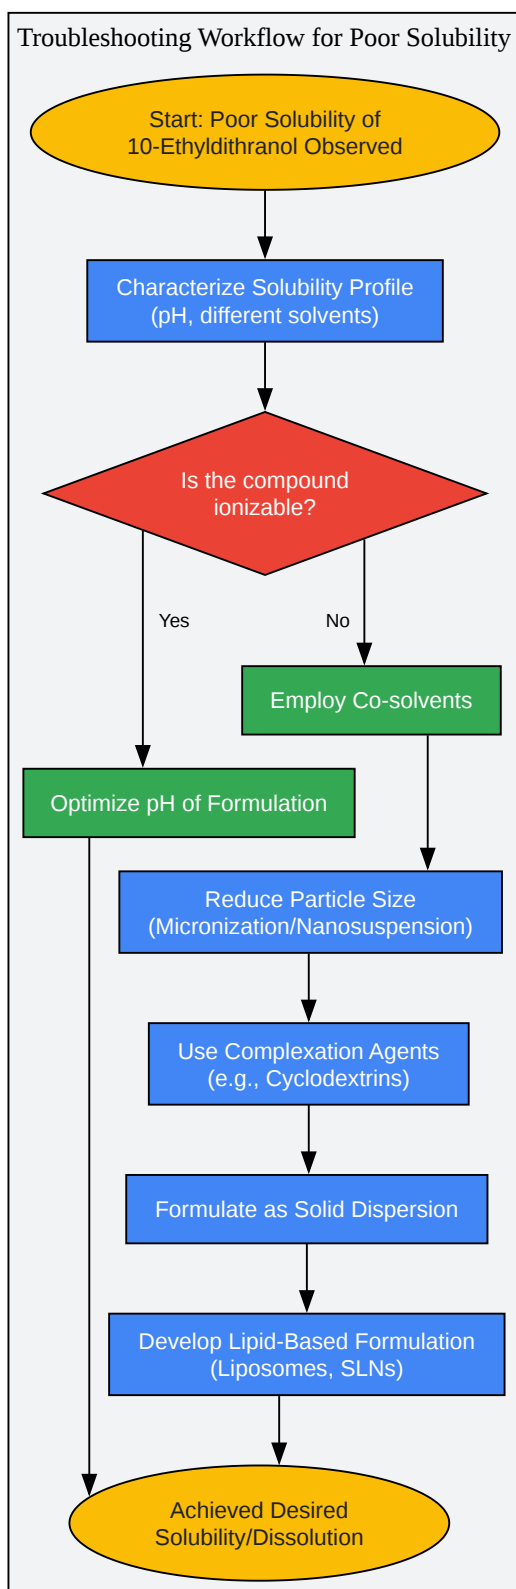 Troubleshooting Workflow for Poor Solubility
Start: Poor Solubility of
10-Ethyldithranol Observed
Characterize Solubility Profile
(pH, different solvents)
Is the compound
ionizable?
Yes
No
Employ Co-solvents
Optimize pH of Formulation
Reduce Particle Size
(Micronization/Nanosuspension)
Use Complexation Agents
(e.g., Cyclodextrins)
Formulate as Solid Dispersion
Develop Lipid-Based Formulation
(Liposomes, SLNs)
Achieved Desired
Solubility/Dissolution